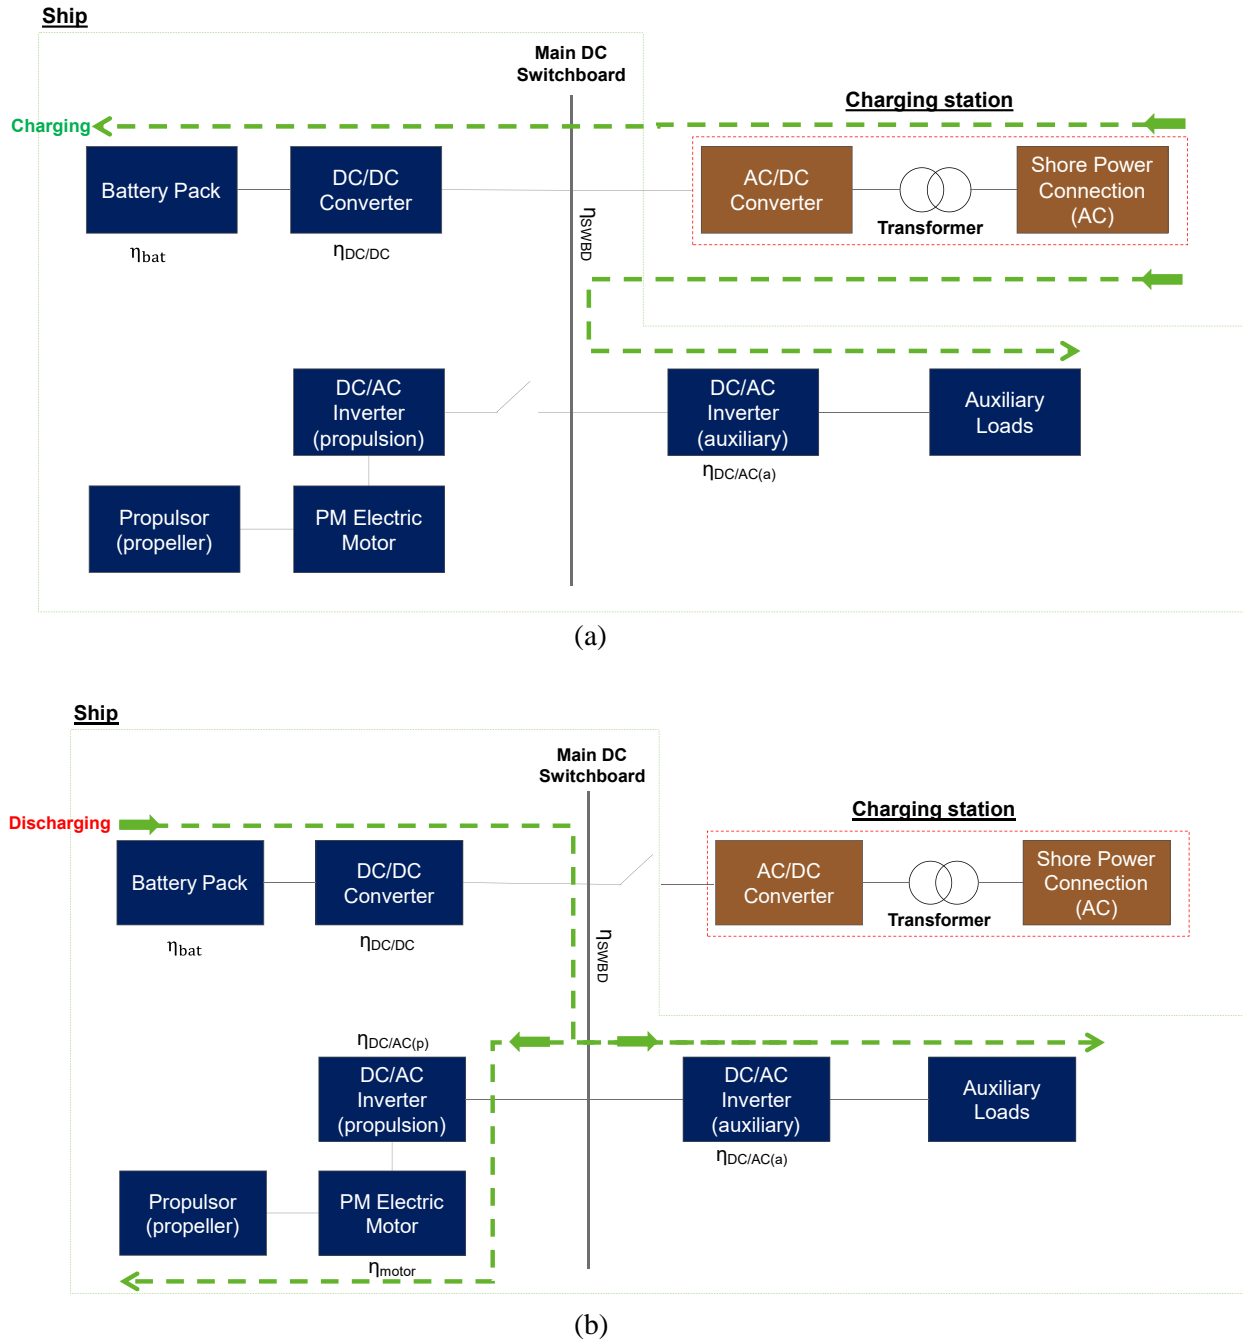 Ship
Main DC
Switchboard
Charging station
Charging
Battery Pack
DC/DC
Converter
AC/DC
Converter
Transformer
Shore Power
Connection
(AC)
ηbat
ηDC/DC
ηSWBD
DC/AC
Inverter
(propulsion)
DC/AC
Inverter
(auxiliary)
Auxiliary
Loads
ηDC/AC(a)
Propulsor
(propeller)
PM Electric
Motor
(a)
Ship
Main DC
Switchboard
Charging station
Discharging
Battery Pack
DC/DC
Converter
AC/DC
Converter
Transformer
Shore Power
Connection
(AC)
ηbat
ηDC/DC
ηSWBD
ηDC/AC(p)
DC/AC
Inverter
(propulsion)
DC/AC
Inverter
(auxiliary)
Auxiliary
Loads
ηDC/AC(a)
Propulsor
(propeller)
PM Electric
Motor
ηmotor
(b)